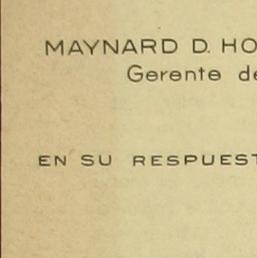 MAYNARD D. HO
Gerente de
EN SU RESPUEST